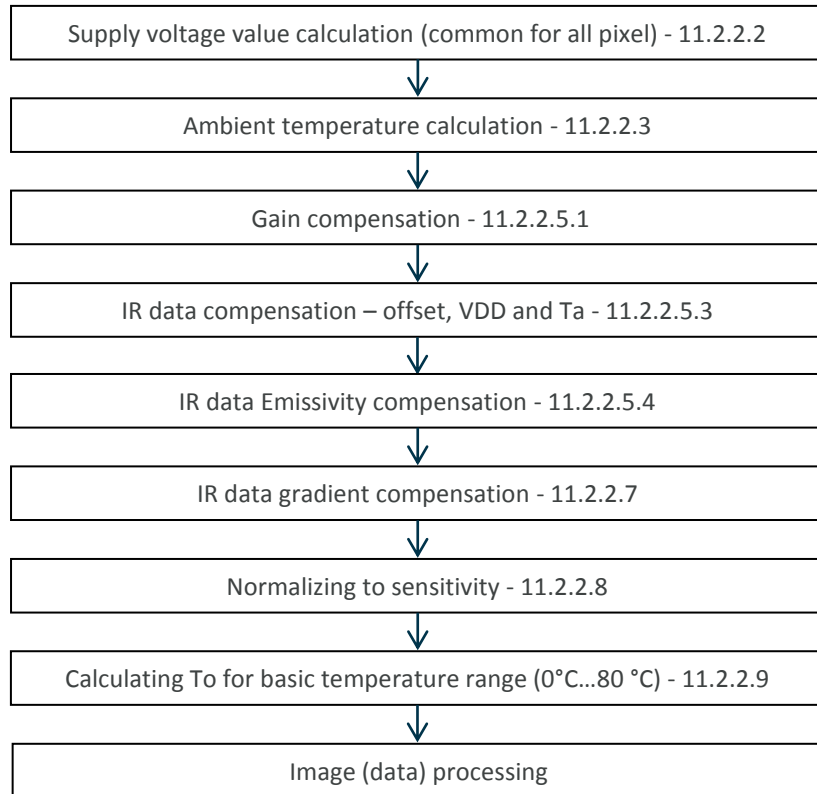 Supply voltage value calculation (common for all pixel) - 11.2.2.2
Ambient temperature calculation - 11.2.2.3
Gain compensation - 11.2.2.5.1
IR data compensation – offset, VDD and Ta - 11.2.2.5.3
IR data Emissivity compensation - 11.2.2.5.4
IR data gradient compensation - 11.2.2.7
Normalizing to sensitivity - 11.2.2.8
Calculating To for basic temperature range (0°C...80 °C) - 11.2.2.9
Image (data) processing